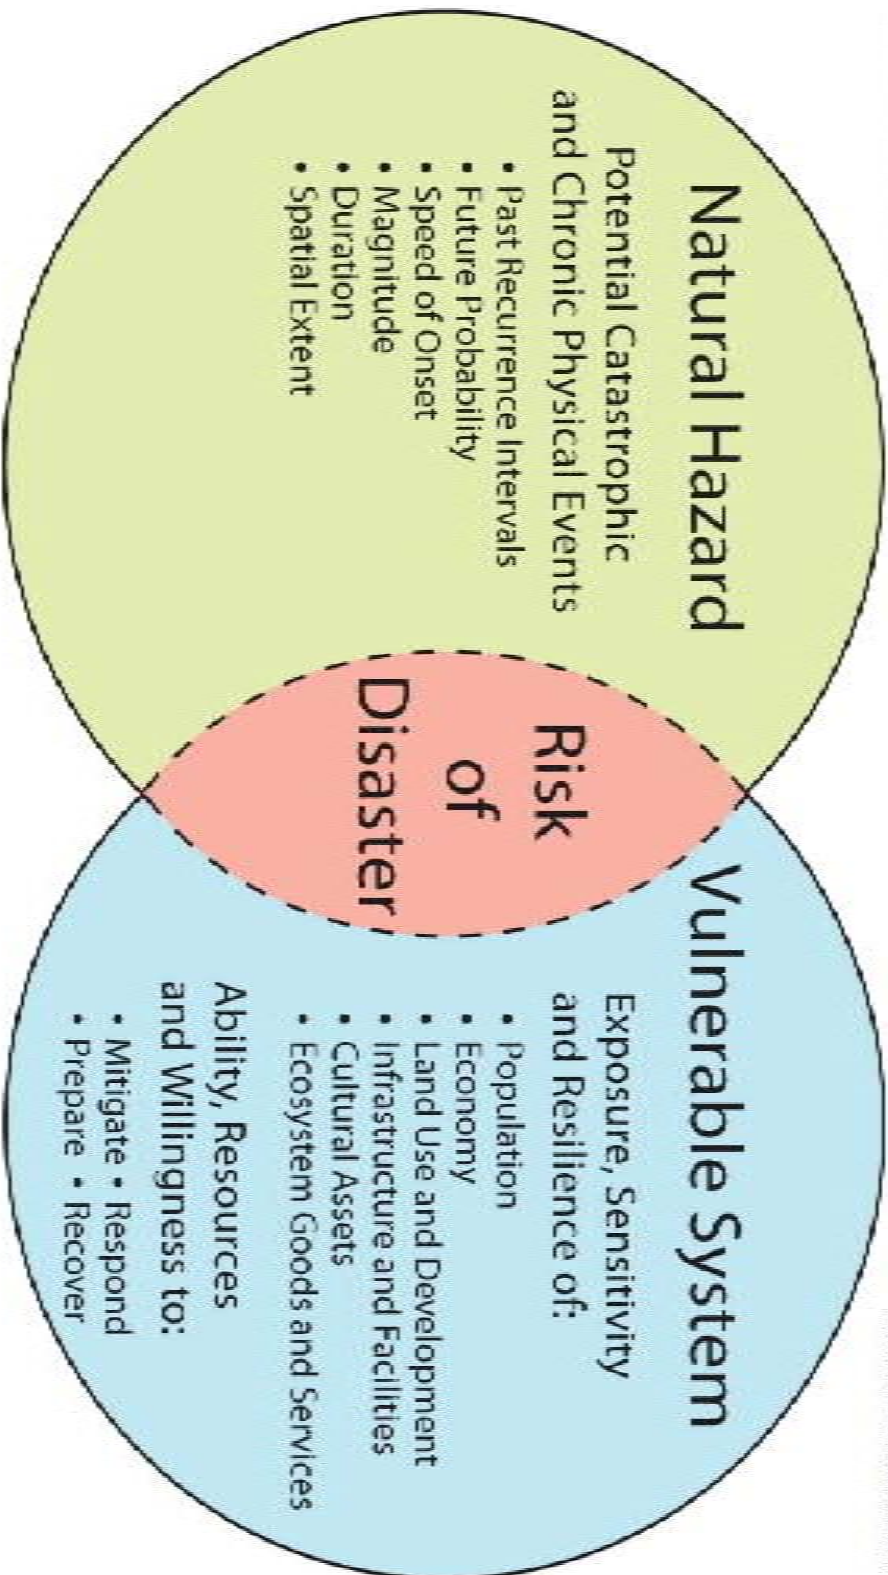 Natural Hazard
Potential Catastrophic
and Chronic Physical Events
• Past Recurrence Intervals
• Future Probability
• Speed of Onset
• Magnitude
• Duration
• Spatial Extent
Risk
of
Disaster
Vulnerable System
Exposure, Sensitivity
and Resilience of:
• Population
• Economy
• Land Use and Development
• Infrastructure and Facilities
• Cultural Assets
• Ecosystem Goods and Services
Ability, Resources
and Willingness to:
• Mitigate • Respond
• Prepare • Recover